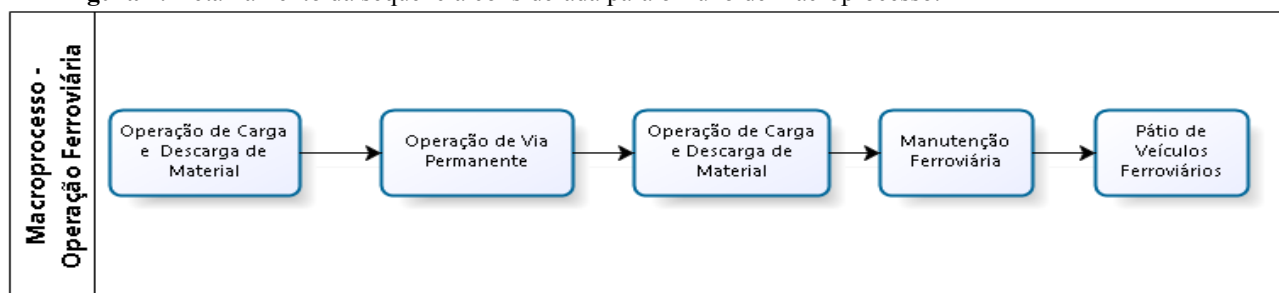 Macroprocesso -
Operação Ferroviária
Operação de Carga
e Descarga de
Material
Operação de Via
Permanente
Operação de Carga
e Descarga de
Material
Manutenção
Ferroviária
Pátio de
Veículos
Ferroviários